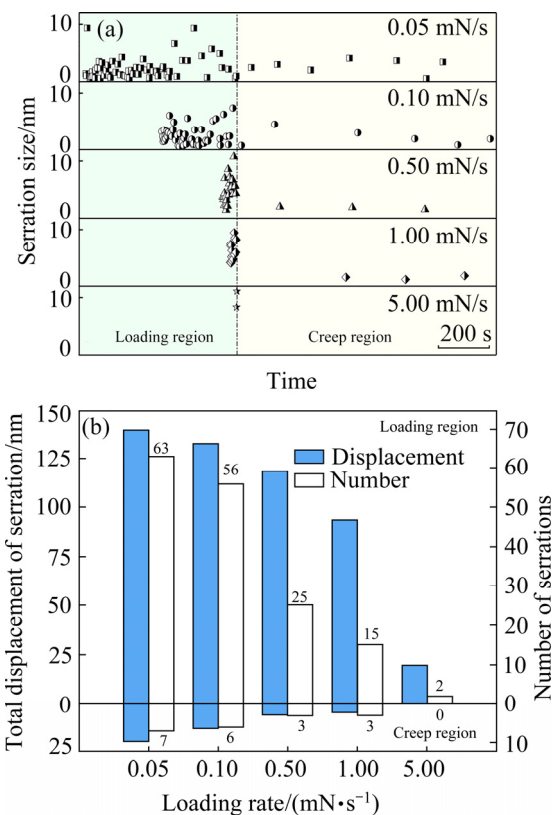 (a)
Serration size/nm
10
0
0.05 mN/s
10
0
0.10 mN/s
10
0
0.50 mN/s
10
0
1.00 mN/s
10
0
5.00 mN/s
200 s
Loading region
Creep region
Time
(b)
Total displacement of serration/nm
150
125
100
75
50
25
0
25
Loading region
Displacement
Number
63
56
25
15
2
0
7
6
3
3
Creep region
70
60
50
40
30
20
10
0
10
Number of serrations
0.05
0.10
0.50
1.00
5.00
Loading rate/(mN•s⁻¹)